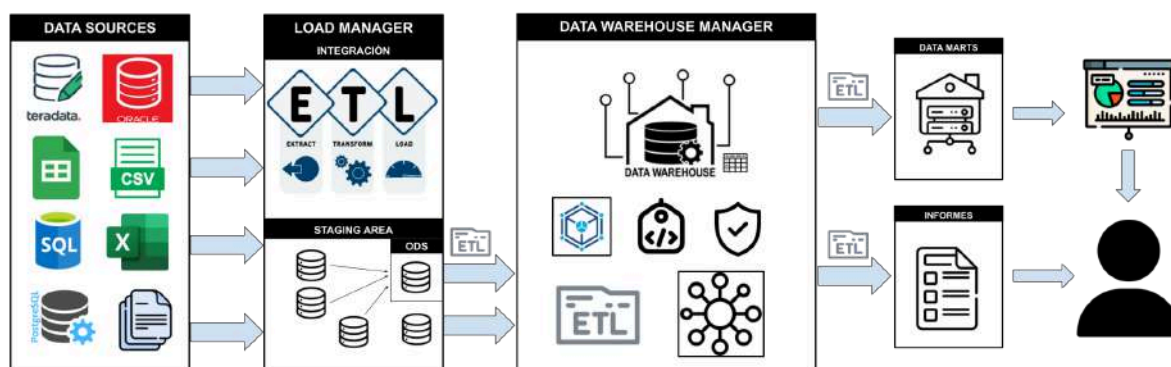 DATA SOURCES
teradata.
ORACLE
CSV
SQL
X
PostgreSQL
LOAD MANAGER
INTEGRACIÓN
E T L
EXTRACT TRANSFORM LOAD
STAGING AREA
ODS
ETL
DATA WAREHOUSE MANAGER
DATA WAREHOUSE
</>
ETL
ETL
DATA MARTS
ETL
INFORMES